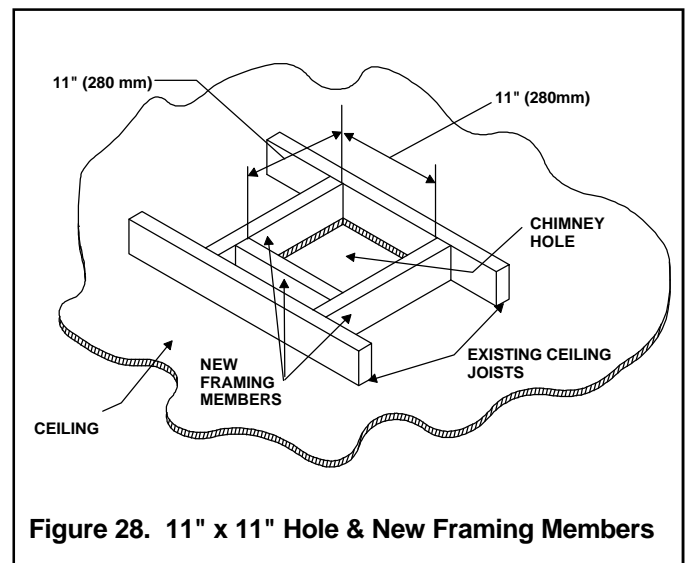 11" (280 mm)
11" (280mm)
CHIMNEY
HOLE
EXISTING CEILING
JOISTS
NEW
FRAMING
MEMBERS
CEILING
Figure 28. 11" x 11" Hole & New Framing Members